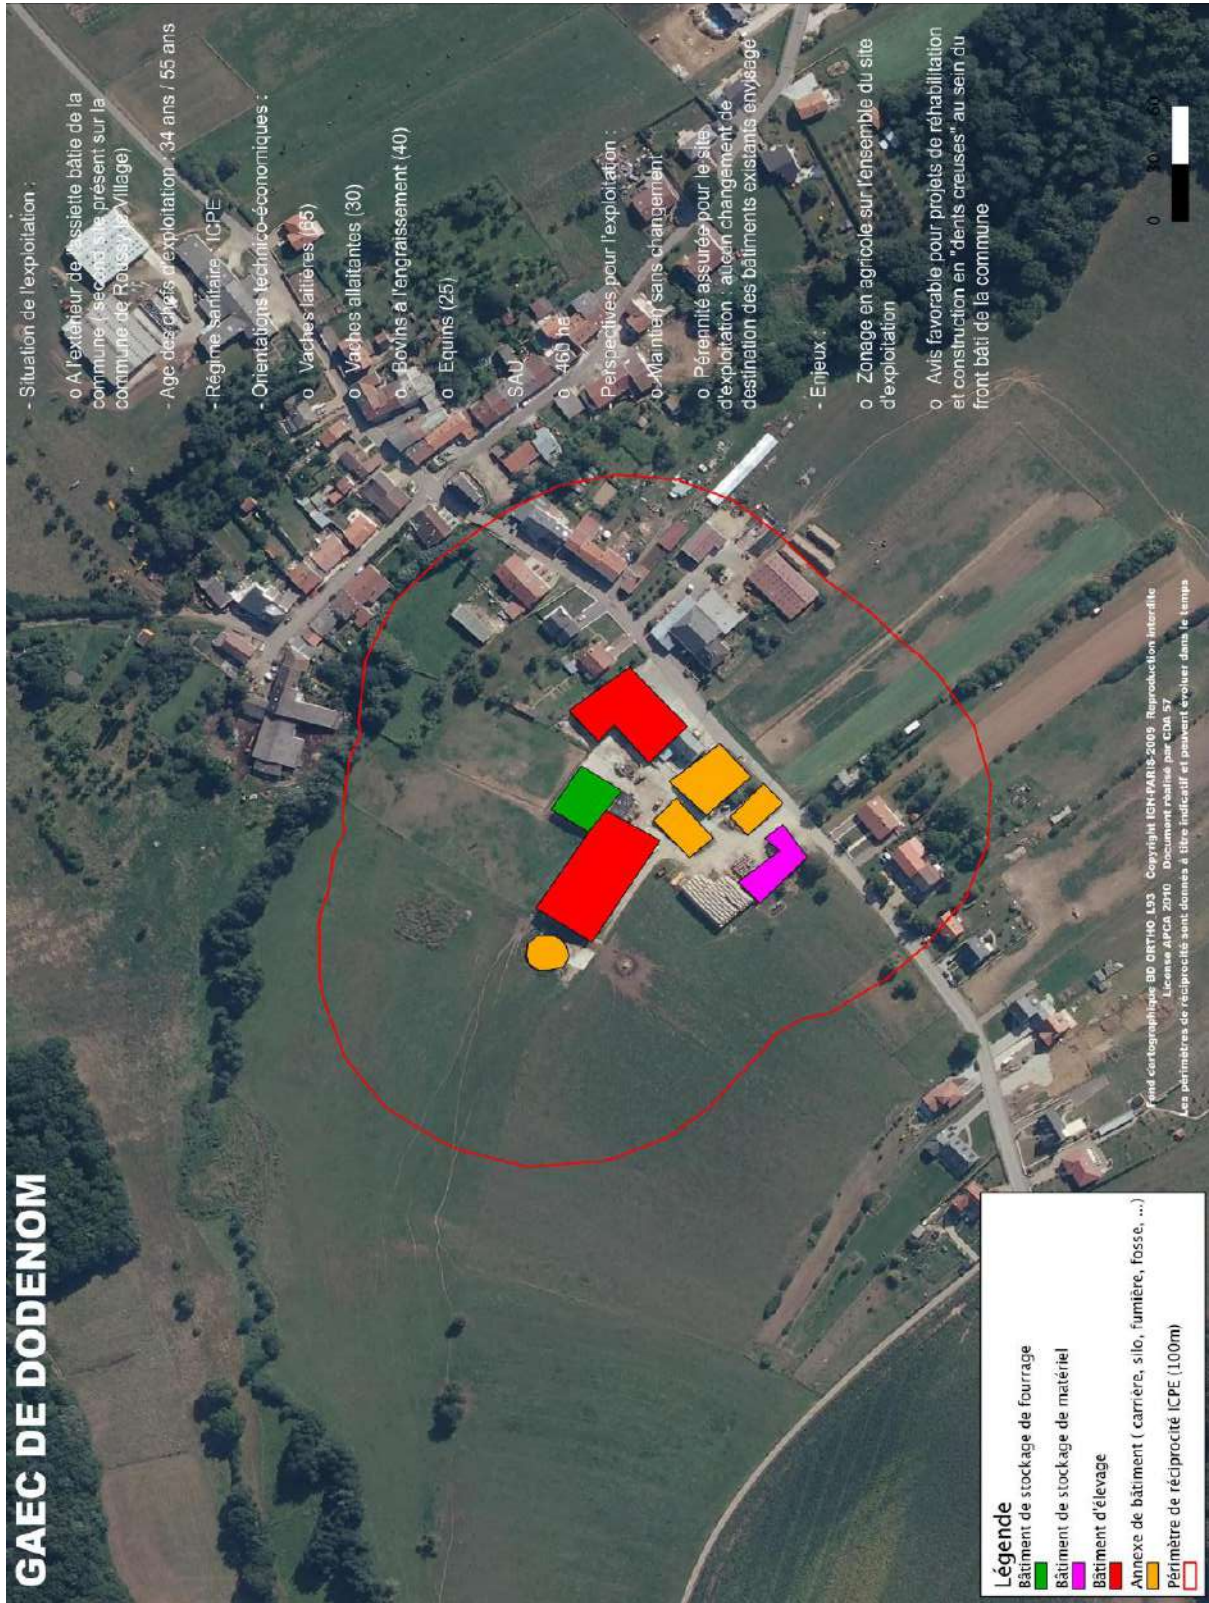 GAEC DE DODENOM
- Situation de l'exploitation :
o A l'extérieur de l'assiette bâtie de la
commune ( second site présent sur la
commune de Roussy le Village)
- Age des chefs d'exploitation : 34 ans / 55 ans
- Régime sanitaire : ICPE
- Orientations technico-économiques :
o Vaches laitières (65)
o Vaches allaitantes (30)
o Bovins à l'engraissement (40)
o Equins (25)
SAU
o 460 ha
- Perspectives pour l'exploitation :
o Maintien sans changement
o Pérennité assurée pour le site
d'exploitation : aucun changement de
destination des bâtiments existants envisagé
- Enjeux
o Zonage en agricole sur l'ensemble du site
d'exploitation
o Avis favorable pour projets de réhabilitation
et construction en "dents creuses" au sein du
front bâti de la commune
0 30 60
Légende
Bâtiment de stockage de fourrage
Bâtiment de stockage de matériel
Bâtiment d'élevage
Annexe de bâtiment ( carrière, silo, fumière, fosse, ...)
Périmètre de réciprocité ICPE (100m)
Fond cartographique BD ORTHO L93 Copyright IGN-PARIS-2009 Reproduction interdite
License APCA 2010 Document réalisé par CDA 57
Les périmètres de réciprocité sont donnés à titre indicatif et peuvent évoluer dans le temps